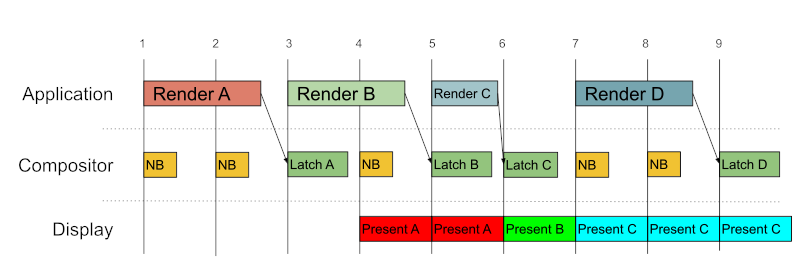 1 2 3 4 5 6 7 8 9
Application Render A Render B Render C Render D
Compositor NB NB Latch A NB Latch B Latch C NB NB Latch D
Display Present A Present A Present B Present C Present C Present C